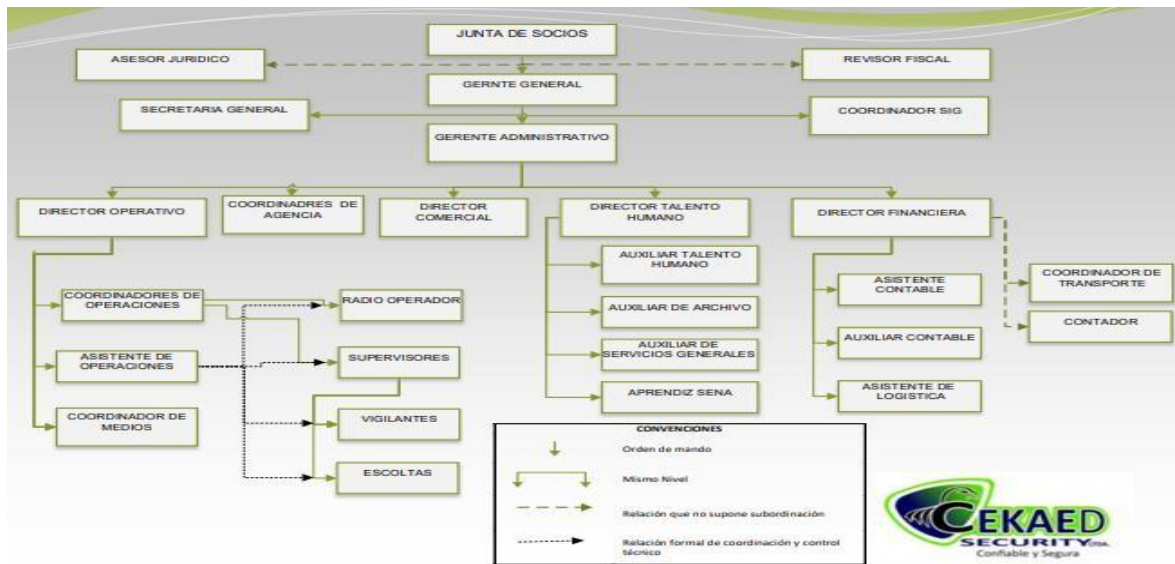 JUNTA DE SOCIOS
ASESOR JURIDICO
REVISOR FISCAL
GERNTE GENERAL
SECRETARIA GENERAL
COORDINADOR SIG
GERENTE ADMINISTRATIVO
DIRECTOR OPERATIVO
COORDINADRES DE
AGENCIA
DIRECTOR
COMERCIAL
DIRECTOR TALENTO
HUMANO
DIRECTOR FINANCIERA
COORDINADORES DE
OPERACIONES
ASISTENTE DE
OPERACIONES
COORDINADOR DE
MEDIOS
RADIO OPERADOR
SUPERVISORES
VIGILANTES
ESCOLTAS
AUXILIAR TALENTO
HUMANO
AUXILIAR DE ARCHIVO
AUXILIAR DE
SERVICIOS GENERALES
APRENDIZ SENA
ASISTENTE
CONTABLE
AUXILIAR CONTABLE
ASISTENTE DE
LOGISTICA
COORDINADOR DE
TRANSPORTE
CONTADOR
CONVENCIONES
Orden de mando
Mismo Nivel
Relación que no supone subordinación
Relación formal de coordinación y control
técnico
CEKAED
SECURITY LTDA.
Confiable y Segura